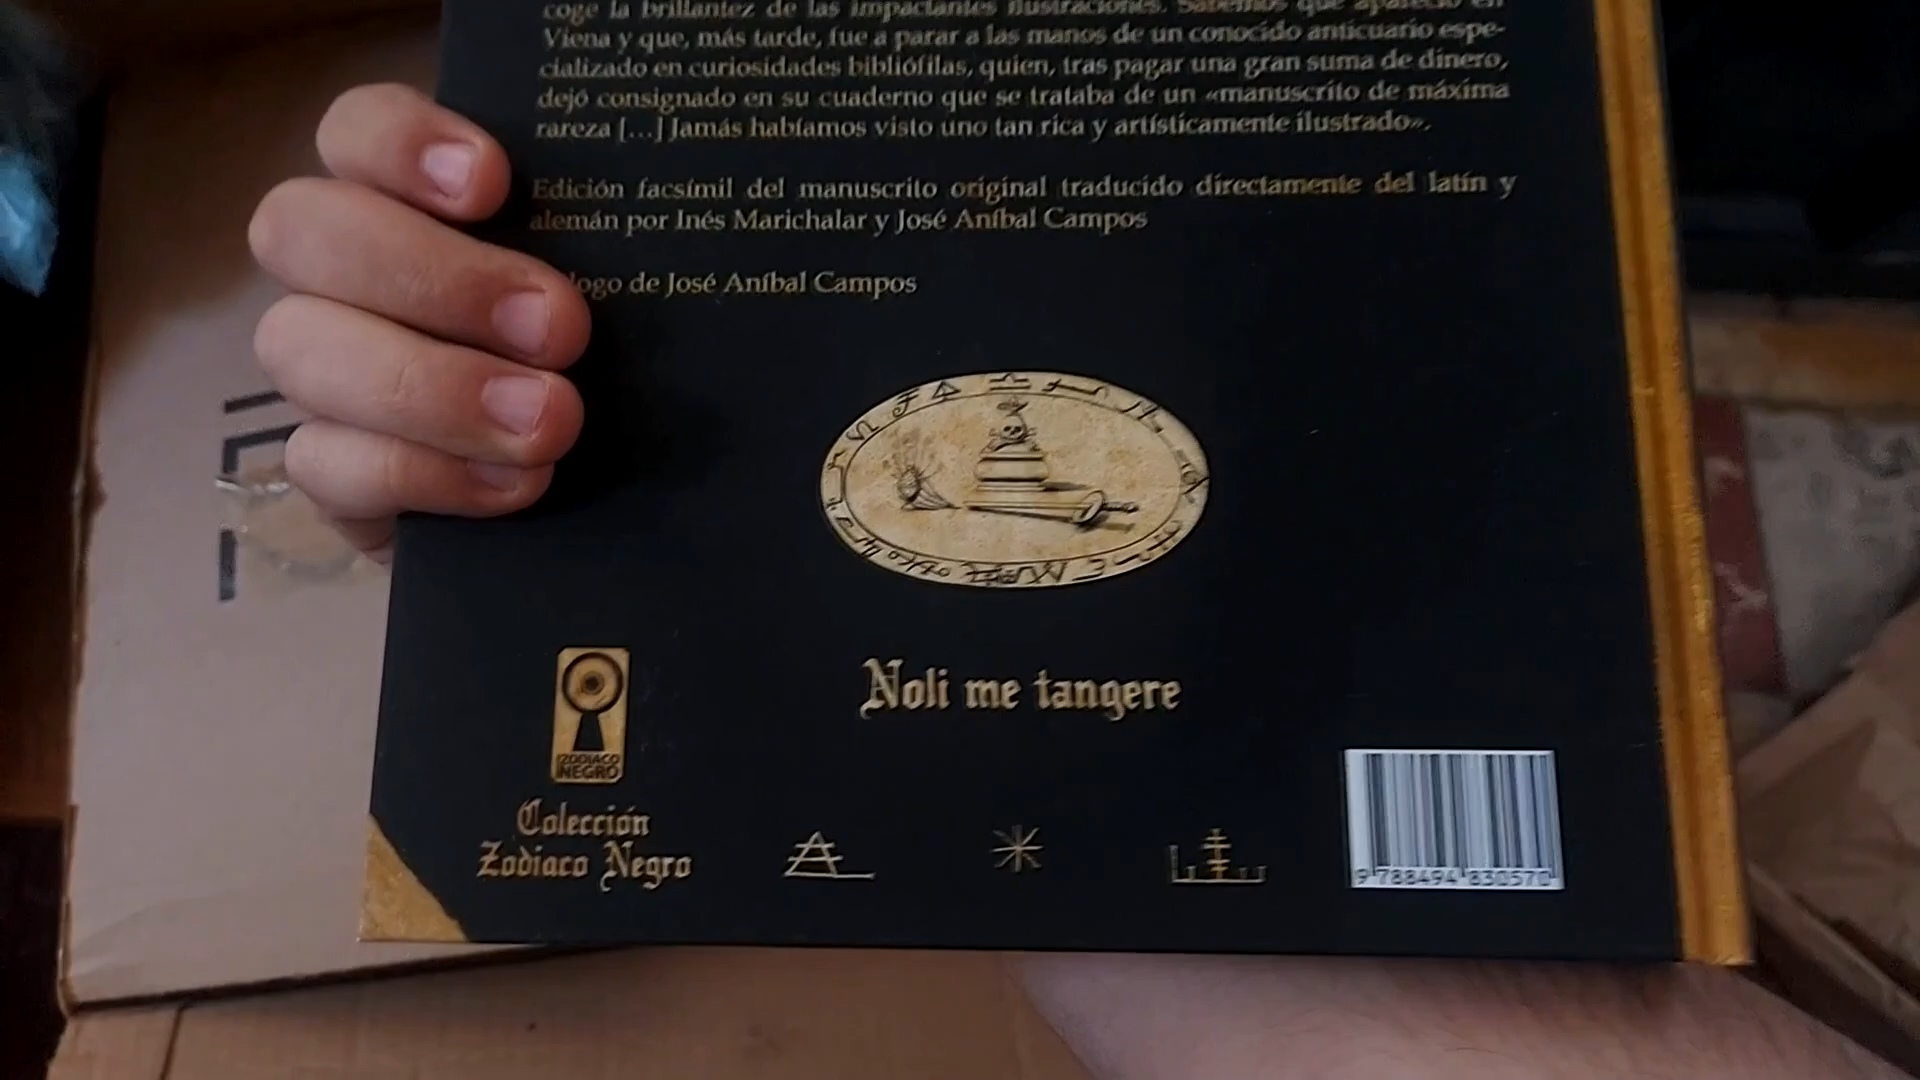 coge la brillantez de las impactantes ilustraciones. Sabemos que apareció en
Viena y que, más tarde, fue a parar a las manos de un conocido anticuario espe-
cializado en curiosidades bibliófilas, quien, tras pagar una gran suma de dinero,
dejó consignado en su cuaderno que se trataba de un «manuscrito de máxima
rareza [...] Jamás habíamos visto uno tan rica y artísticamente ilustrado».
Edición facsímil del manuscrito original traducido directamente del latín y
alemán por Inés Marichalar y José Aníbal Campos
logo de José Aníbal Campos
Noli me tangere
ZODIACO
NEGRO
Colección
Zodiaco Negro
9 788494 830570